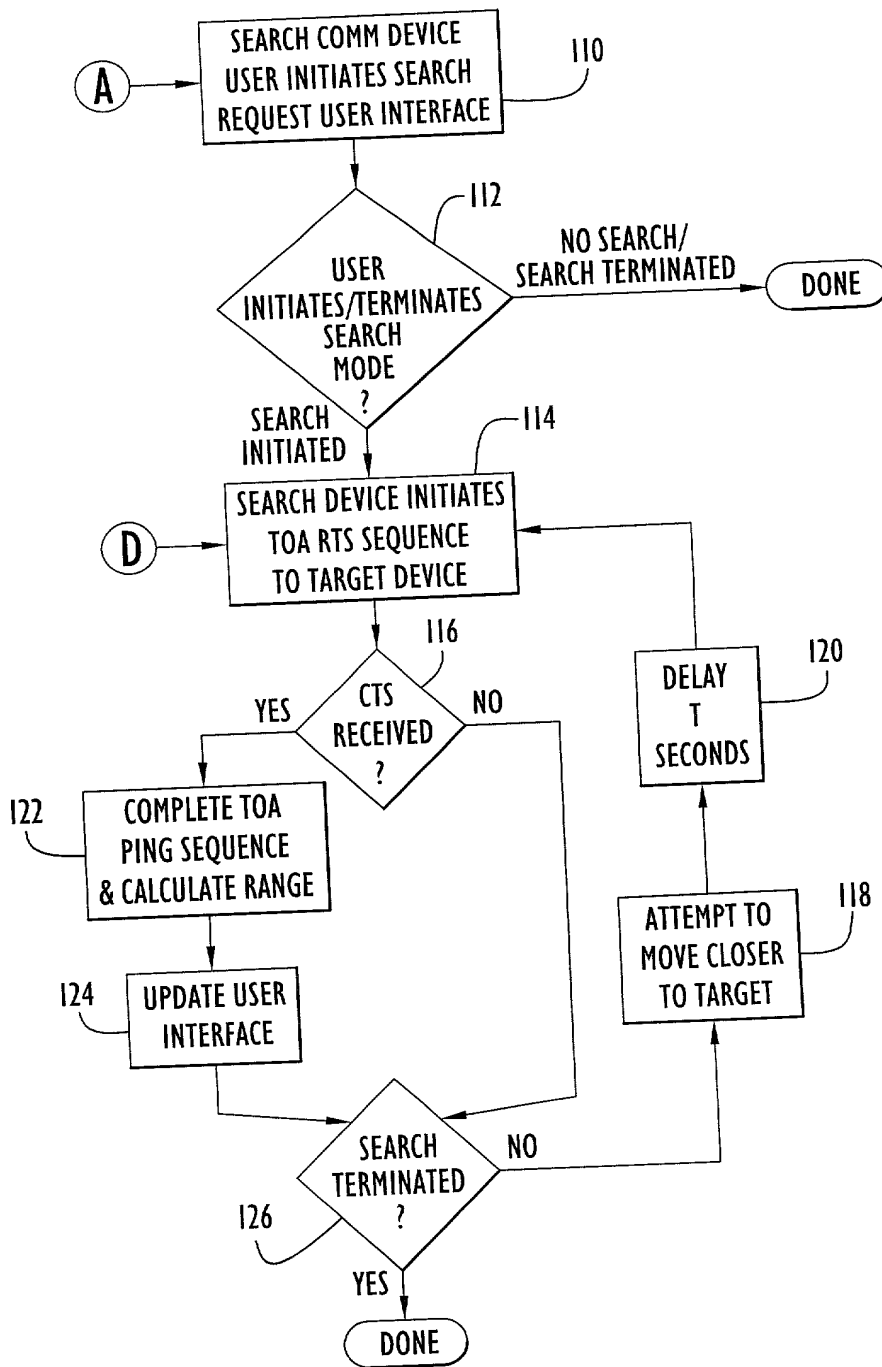 A
SEARCH COMM DEVICE
USER INITIATES SEARCH
REQUEST USER INTERFACE
110
112
USER
INITIATES/TERMINATES
SEARCH
MODE
?
NO SEARCH/
SEARCH TERMINATED
DONE
SEARCH
INITIATED
114
D
SEARCH DEVICE INITIATES
TOA RTS SEQUENCE
TO TARGET DEVICE
116
CTS
RECEIVED
?
YES
NO
120
DELAY
T
SECONDS
122
COMPLETE TOA
PING SEQUENCE
& CALCULATE RANGE
118
ATTEMPT TO
MOVE CLOSER
TO TARGET
124
UPDATE USER
INTERFACE
SEARCH
TERMINATED
?
NO
126
YES
DONE